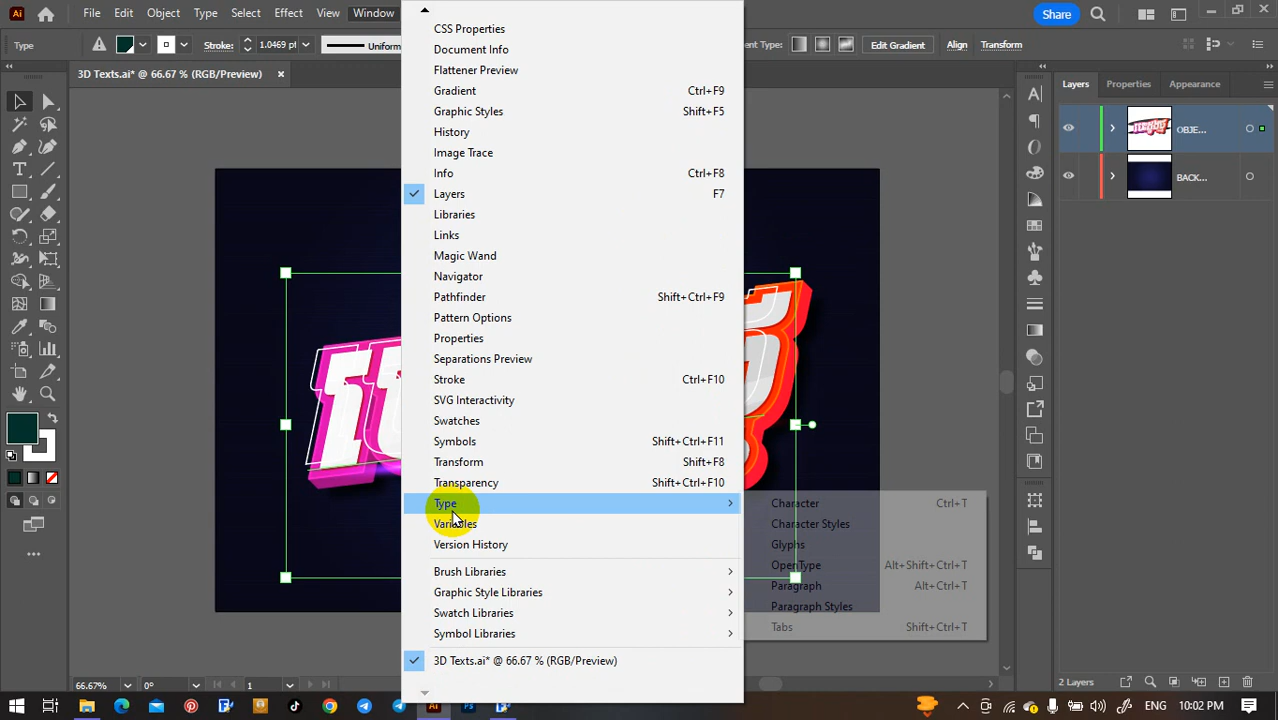 Ai
File
Edit
Object
Type
Select
Effect
View
Window
Share
Type
Stroke:
1.0469 pt
Uniform
Edit Gradient
Align
Transform
3D Texts.ai* @ 66.67 % (RGB/Preview)
CSS Properties
Document Info
Flattener Preview
Gradient Ctrl+F9
Graphic Styles Shift+F5
History
Image Trace
Info Ctrl+F8
Layers F7
Libraries
Links
Magic Wand
Navigator
Pathfinder Shift+Ctrl+F9
Pattern Options
Properties
Separations Preview
Stroke Ctrl+F10
SVG Interactivity
Swatches
Symbols Shift+Ctrl+F11
Transform Shift+F8
Transparency Shift+Ctrl+F10
Type
Variables
Version History
Brush Libraries
Graphic Style Libraries
Swatch Libraries
Symbol Libraries
3D Texts.ai* @ 66.67 % (RGB/Preview)
Character Ctrl+T
Character Styles
Glyphs
OpenType Alt+Shift+Ctrl+T
Paragraph Alt+Ctrl+T
Paragraph Styles
Tabs Shift+Ctrl+T
Layers
Properties
Appearance
OBJE...
BACK...
2 Layers
66.67%
0°
1
ENG
10:02 PM